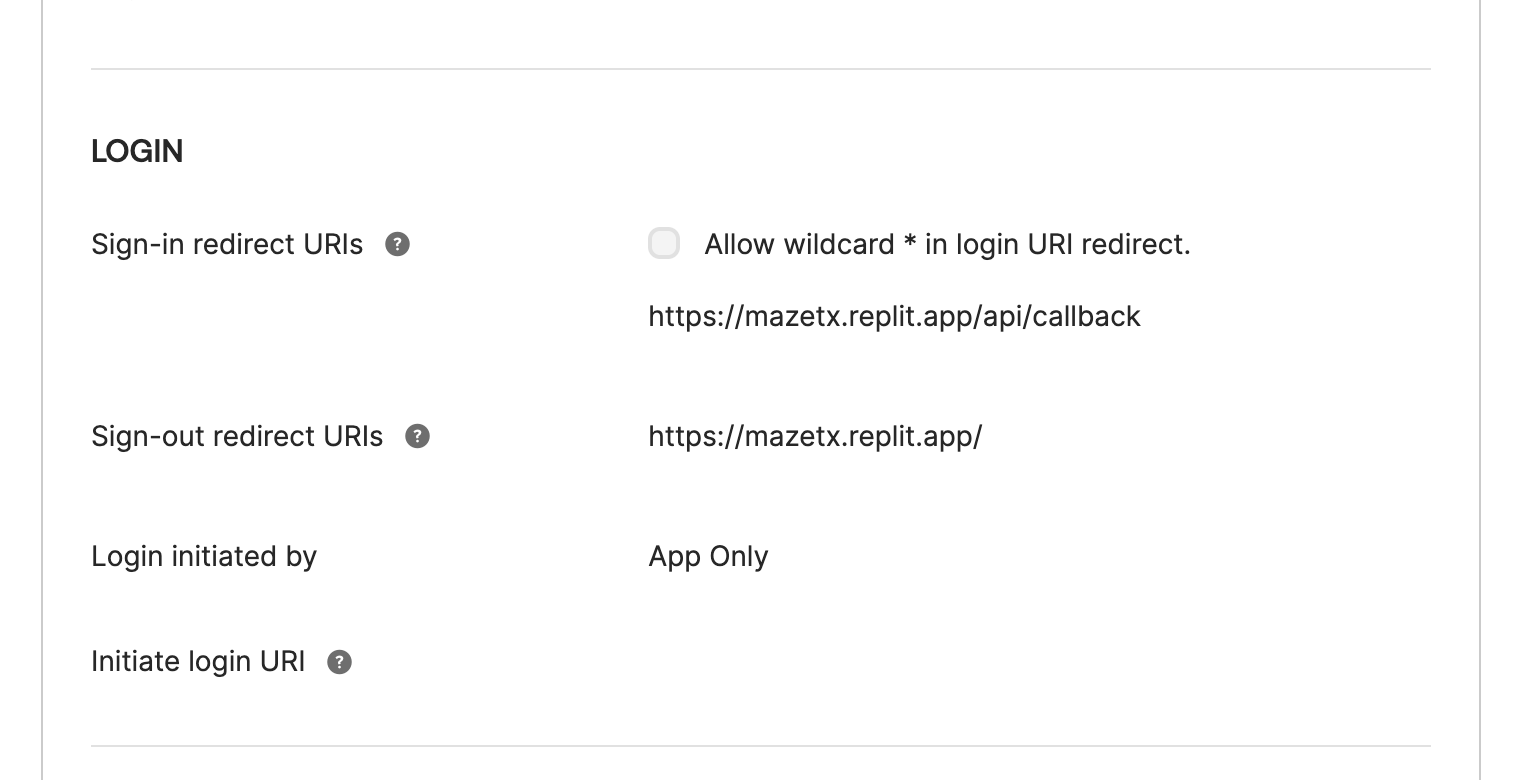 LOGIN
Sign-in redirect URIs ? Allow wildcard * in login URI redirect.
https://mazetx.replit.app/api/callback
Sign-out redirect URIs ? https://mazetx.replit.app/
Login initiated by App Only
Initiate login URI ?